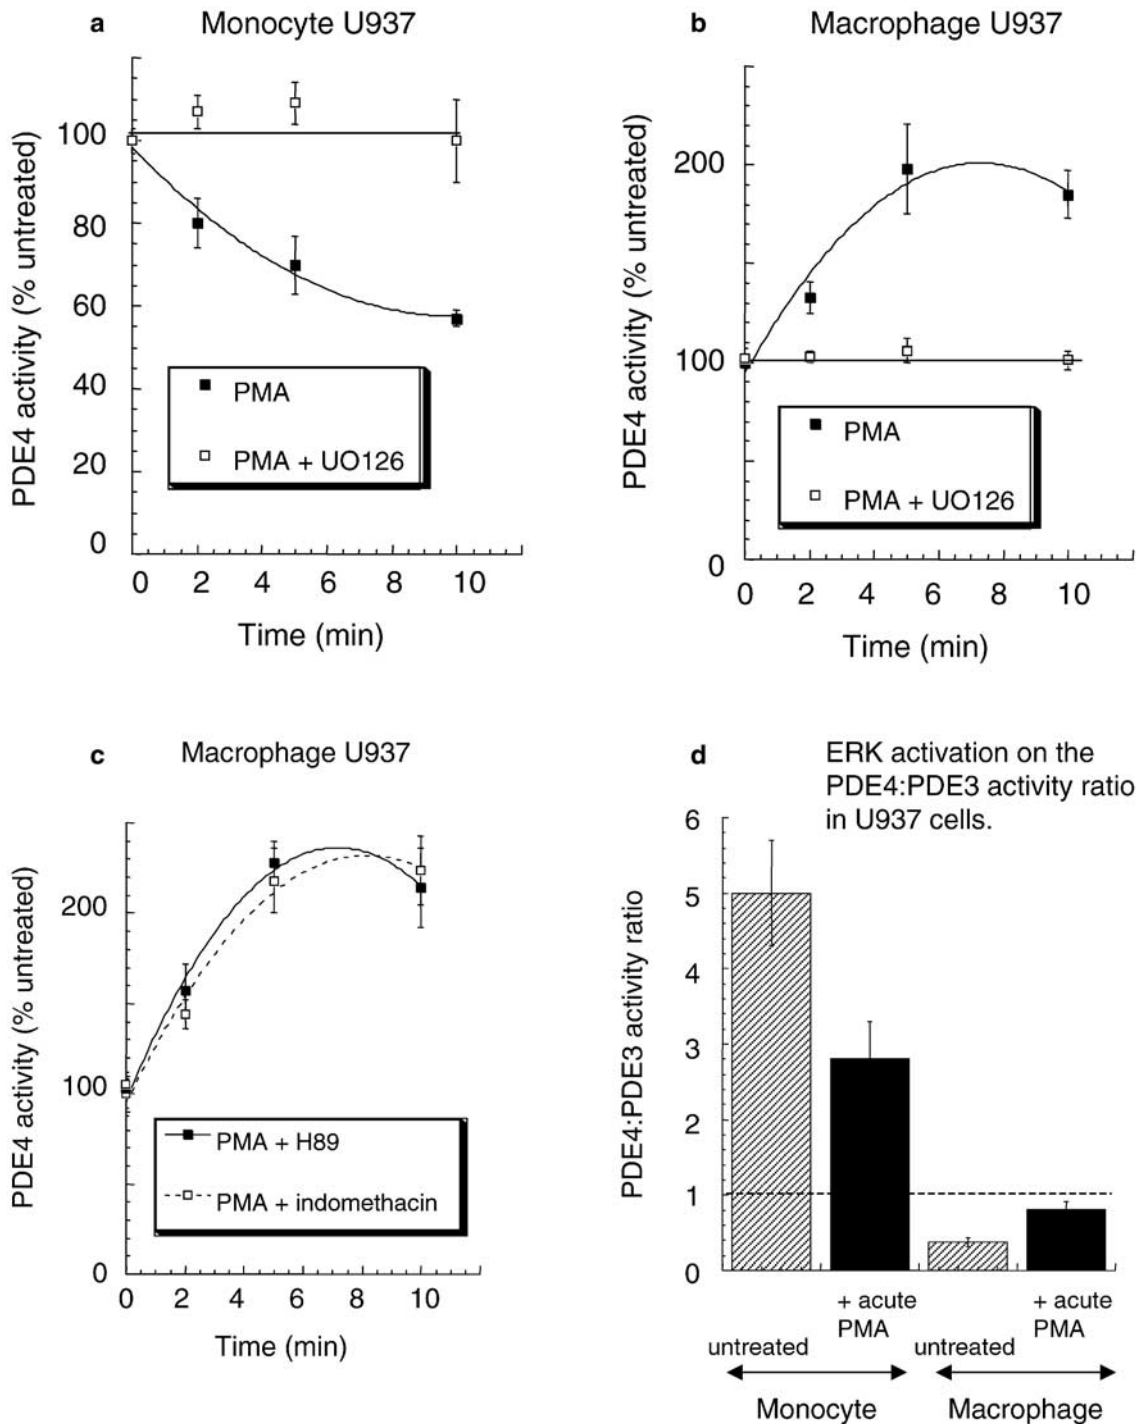 a
Monocyte U937
PDE4 activity (% untreated)
100
80
60
40
20
0
PMA
PMA + UO126
0 2 4 6 8 10
Time (min)
b
Macrophage U937
PDE4 activity (% untreated)
200
100
0
PMA
PMA + UO126
0 2 4 6 8 10
Time (min)
c
Macrophage U937
PDE4 activity (% untreated)
200
100
0
PMA + H89
PMA + indomethacin
0 2 4 6 8 10
Time (min)
d
ERK activation on the
PDE4:PDE3 activity ratio
in U937 cells.
PDE4:PDE3 activity ratio
6
5
4
3
2
1
0
untreated
+ acute
PMA
untreated
+ acute
PMA
Monocyte
Macrophage